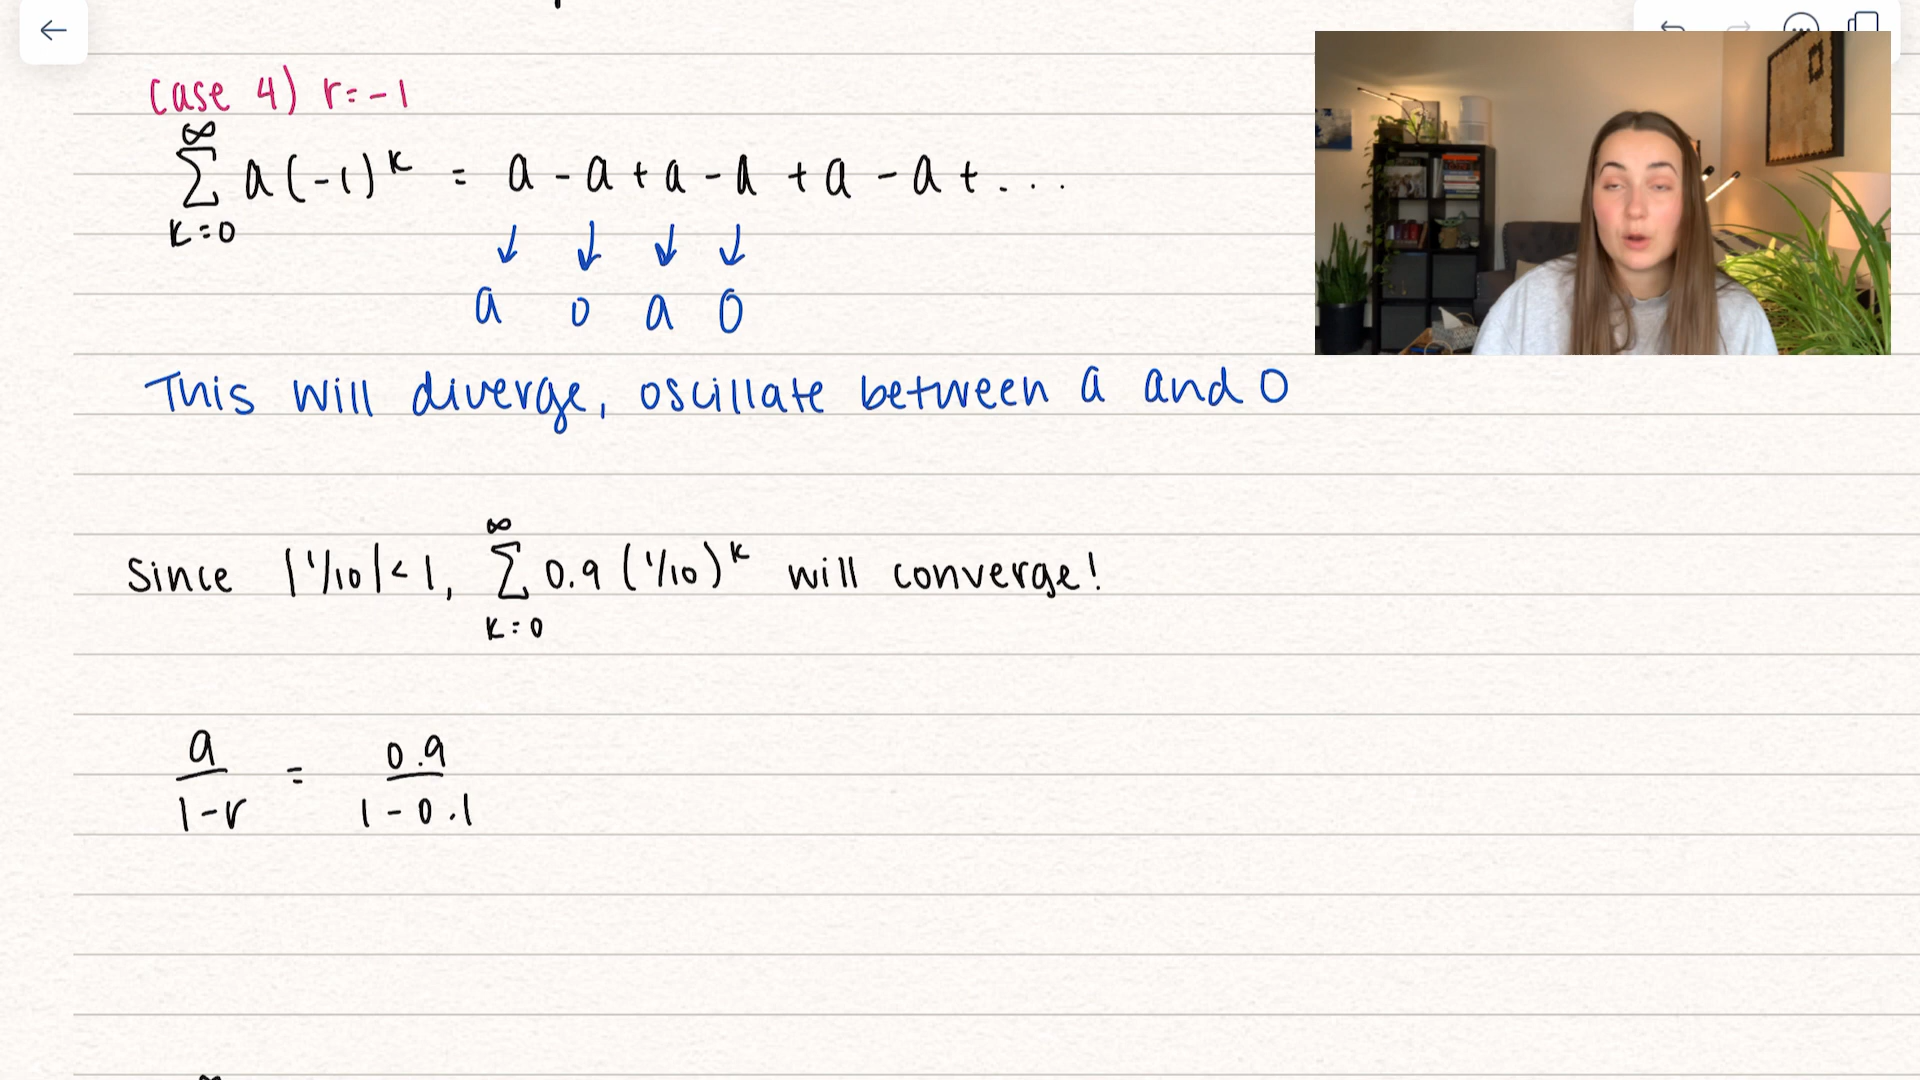 Case 4) r=-1
∞
Σ a(-1)^k = a - a + a - a + a - a + ...
k=0
↓ ↓ ↓ ↓
a 0 a 0
This will diverge, oscillate between a and 0
∞
Since |1/10|<1, Σ 0.9 (1/10)^k will converge!
k=0
a/(1-r) = 0.9/(1-0.1)